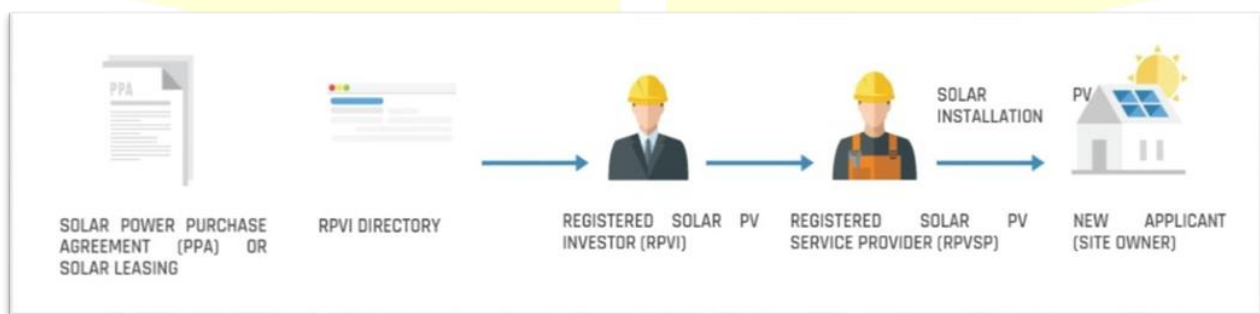 PPA
SOLAR POWER PURCHASE
AGREEMENT (PPA) OR
SOLAR LEASING
RPVI DIRECTORY
REGISTERED SOLAR PV
INVESTOR (RPVI)
REGISTERED SOLAR PV
SERVICE PROVIDER (RPVSP)
SOLAR PV
INSTALLATION
NEW APPLICANT
(SITE OWNER)